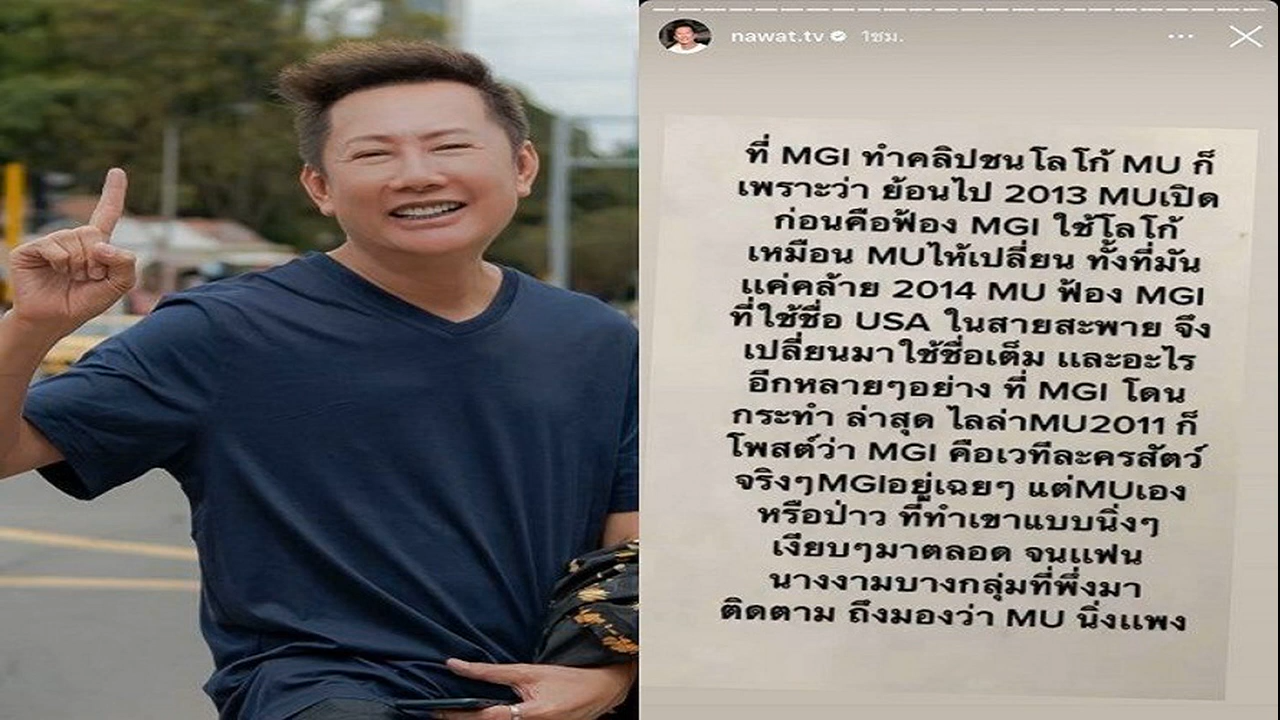 nawat.tv 1ชม.
ที่ MGI ทำคลิปชนโลโก้ MU ก็
เพราะว่า ย้อนไป 2013 MUเปิด
ก่อนคือฟ้อง MGI ใช้โลโก้
เหมือน MUให้เปลี่ยน ทั้งที่มัน
แค่คล้าย 2014 MU ฟ้อง MGI
ที่ใช้ชื่อ USA ในสายสะพาย จึง
เปลี่ยนมาใช้ชื่อเต็ม และอะไร
อีกหลายๆอย่าง ที่ MGI โดน
กระทำ ล่าสุด ไลล่าMU2011 ก็
โพสต์ว่า MGI คือเวทีละครสัตว์
จริงๆMGIอยู่เฉยๆ แต่MUเอง
หรือป่าว ที่ทำเขาแบบนิ่งๆ
เงียบๆมาตลอด จนแฟน
นางงามบางกลุ่มที่พึ่งมา
ติดตาม ถึงมองว่า MU นิ่งแพง